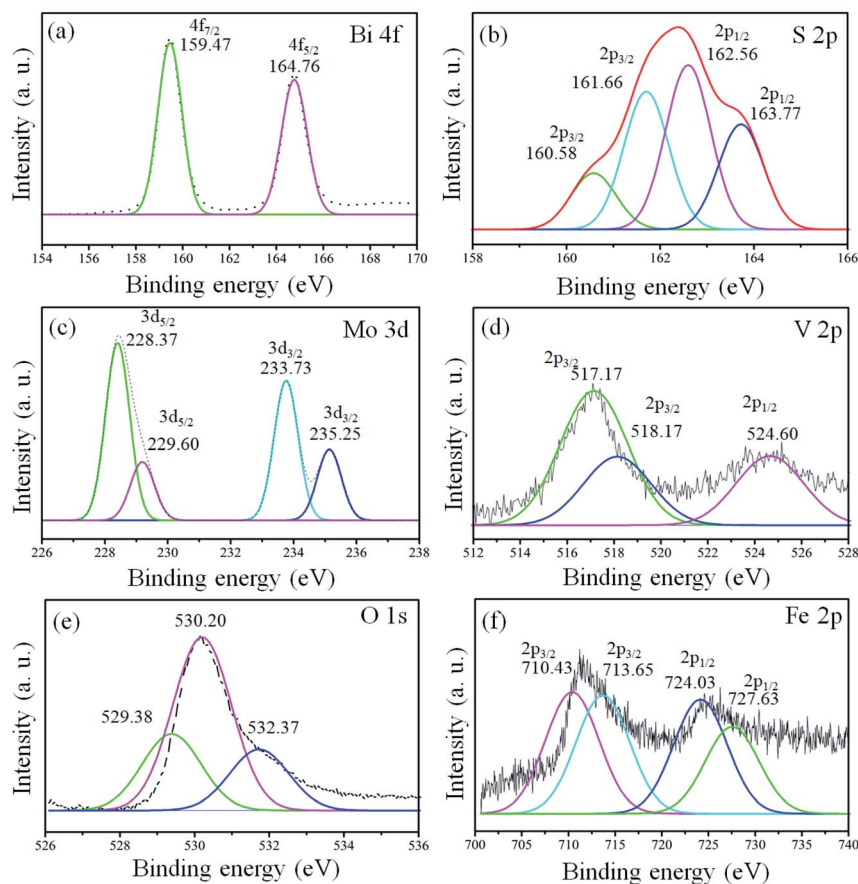 (a)
Bi 4f
4f7/2
159.47
4f5/2
164.76
Intensity (a. u.)
154 156 158 160 162 164 166 168 170
Binding energy (eV)
(b)
S 2p
2p3/2
160.58
2p3/2
161.66
2p1/2
162.56
2p1/2
163.77
Intensity (a. u.)
158 160 162 164 166
Binding energy (eV)
(c)
Mo 3d
3d5/2
228.37
3d5/2
229.60
3d3/2
233.73
3d3/2
235.25
Intensity (a. u.)
226 228 230 232 234 236 238
Binding energy (eV)
(d)
V 2p
2p3/2
517.17
2p3/2
518.17
2p1/2
524.60
Intensity (a. u.)
512 514 516 518 520 522 524 526 528
Binding energy (eV)
(e)
O 1s
529.38
530.20
532.37
Intensity (a. u.)
526 528 530 532 534 536
Binding energy (eV)
(f)
Fe 2p
2p3/2
710.43
2p3/2
713.65
2p1/2
724.03
2p1/2
727.63
Intensity (a. u.)
700 705 710 715 720 725 730 735 740
Binding energy (eV)